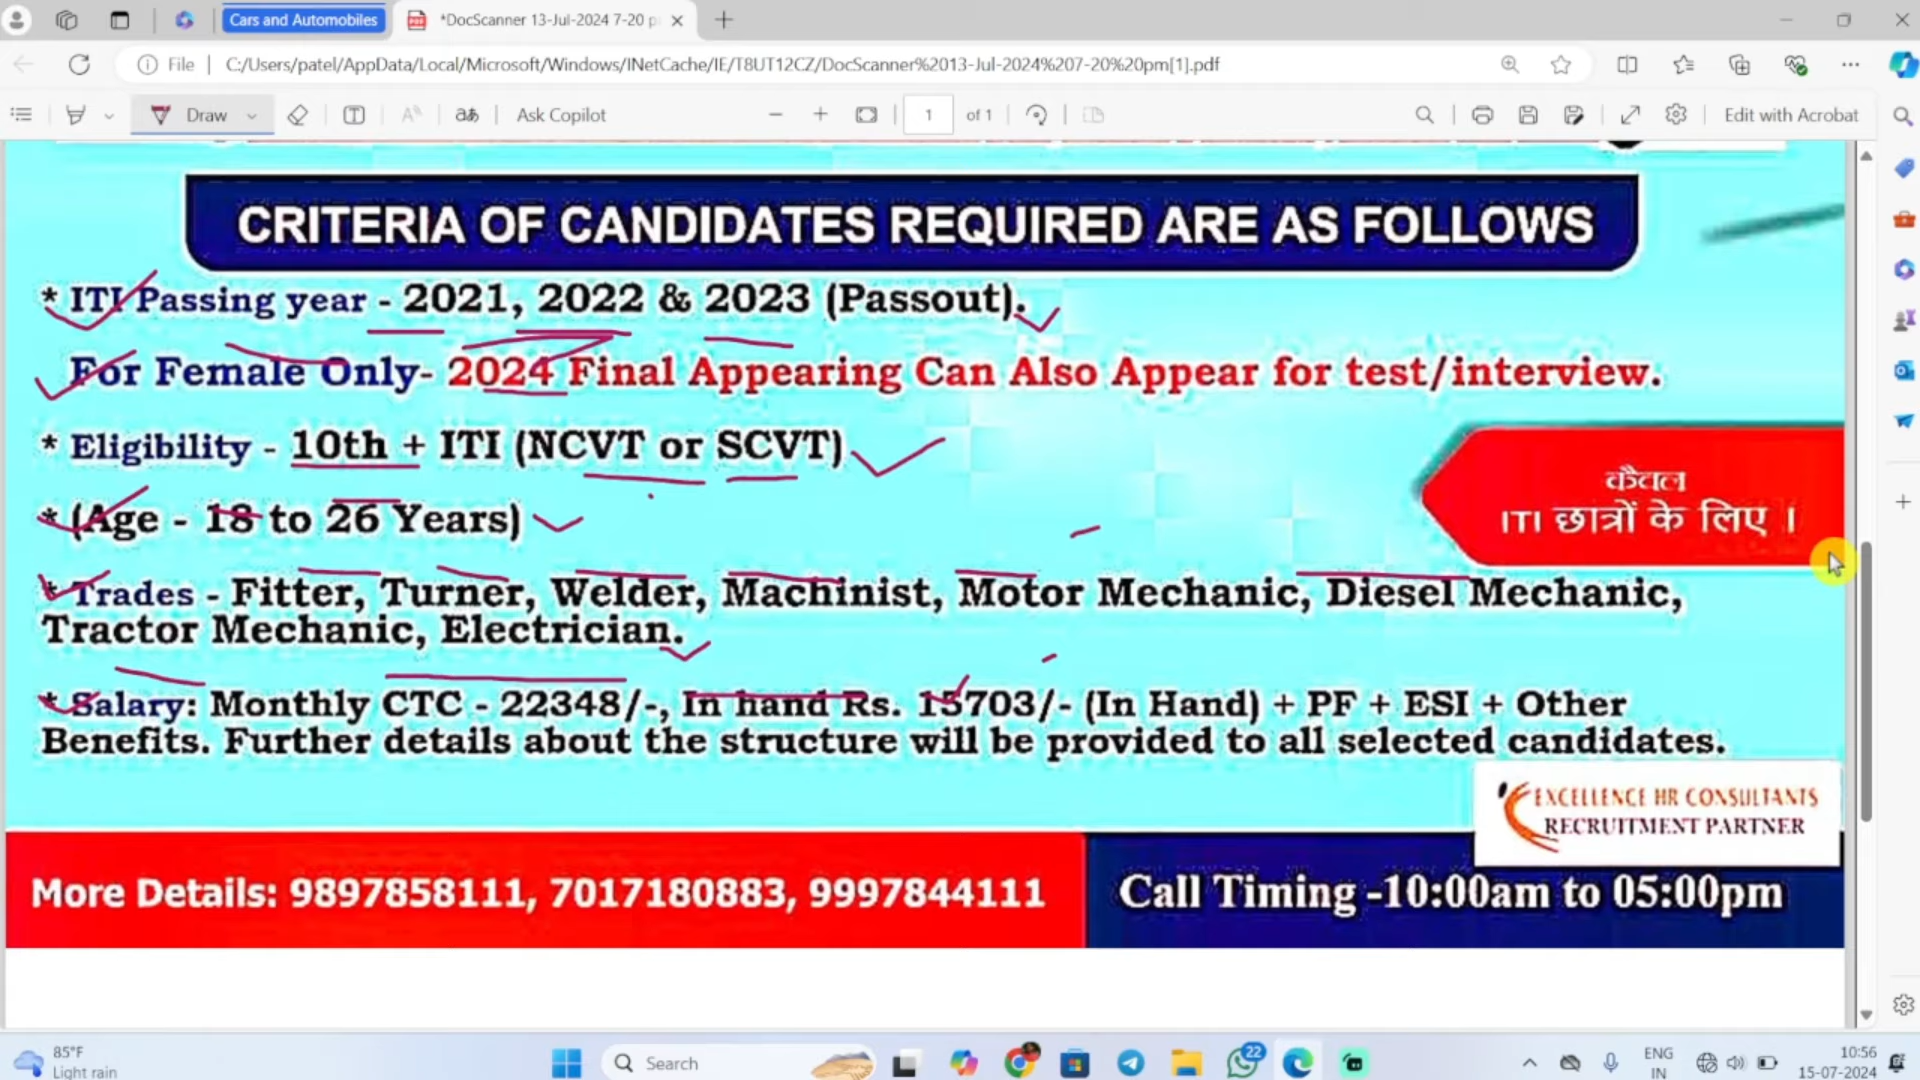 Cars and Automobiles
*DocScanner 13-Jul-2024 7-20 p
File
C:/Users/patel/AppData/Local/Microsoft/Windows/INetCache/IE/T8UT12CZ/DocScanner%2013-Jul-2024%207-20%20pm[1].pdf
Draw
Ask Copilot
1
of 1
Edit with Acrobat
CRITERIA OF CANDIDATES REQUIRED ARE AS FOLLOWS
* ITI Passing year - 2021, 2022 & 2023 (Passout).
For Female Only- 2024 Final Appearing Can Also Appear for test/interview.
* Eligibility - 10th + ITI (NCVT or SCVT)
* (Age - 18 to 26 Years)
कैवल
ITI छात्रों के लिए ।
* Trades - Fitter, Turner, Welder, Machinist, Motor Mechanic, Diesel Mechanic,
Tractor Mechanic, Electrician.
* Salary: Monthly CTC - 22348/-, In hand Rs. 15703/- (In Hand) + PF + ESI + Other
Benefits. Further details about the structure will be provided to all selected candidates.
EXCELLENCE HR CONSULTANTS
RECRUITMENT PARTNER
More Details: 9897858111, 7017180883, 9997844111
Call Timing -10:00am to 05:00pm
85°F
Light rain
Search
22
ENG
IN
10:56
15-07-2024